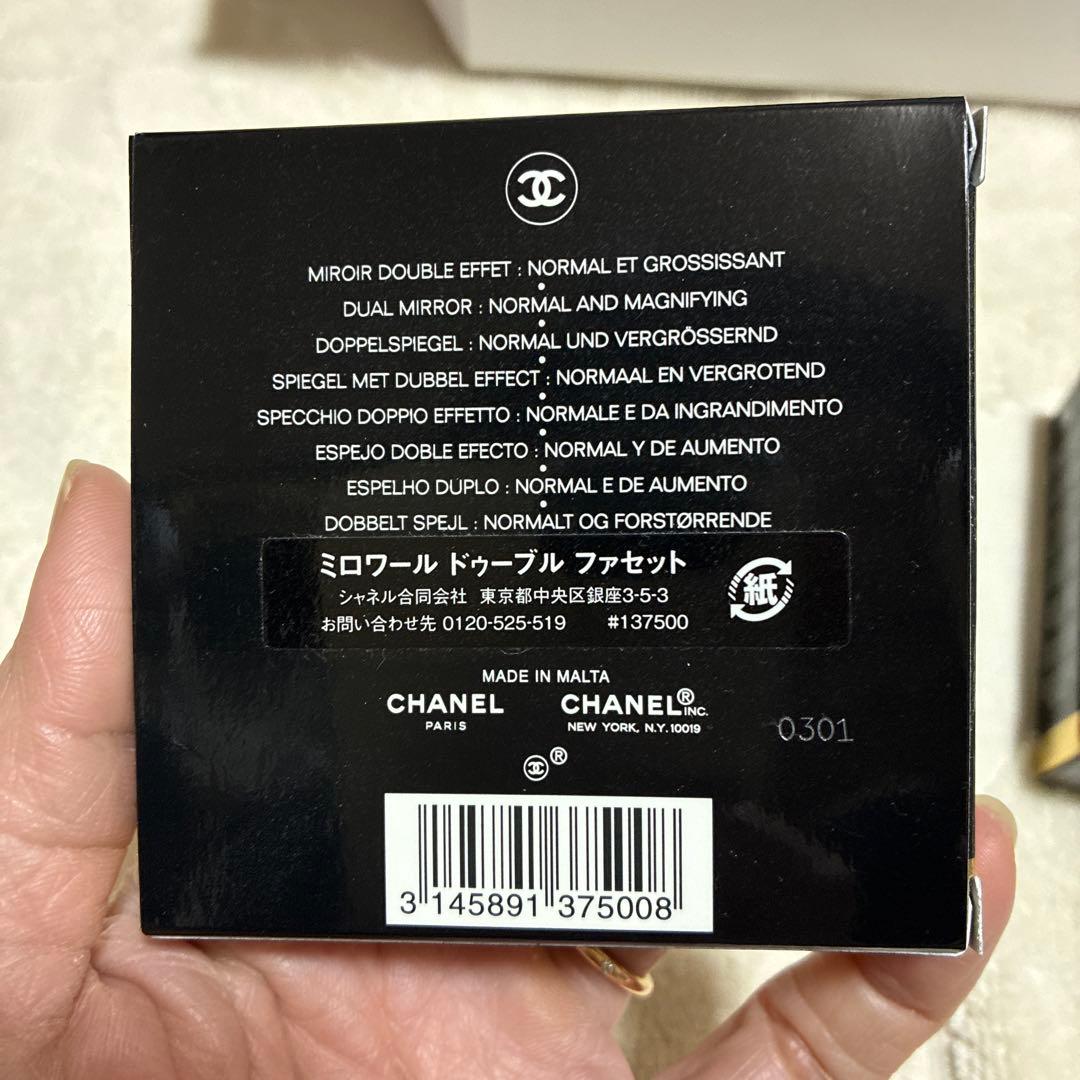 MIROIR DOUBLE EFFET : NORMAL ET GROSSISSANT
DUAL MIRROR : NORMAL AND MAGNIFYING
DOPPELSPIEGEL : NORMAL UND VERGRÖSSERND
SPIEGEL MET DUBBEL EFFECT : NORMAAL EN VERGROTEND
SPECCHIO DOPPIO EFFETTO : NORMALE E DA INGRANDIMENTO
ESPEJO DOBLE EFECTO : NORMAL Y DE AUMENTO
ESPELHO DUPLO : NORMAL E DE AUMENTO
DOBBELT SPEJL : NORMALT OG FORSTØRRENDE
ミロワール ドゥーブル ファセット
シャネル合同会社 東京都中央区銀座3-5-3
お問い合わせ先 0120-525-519 #137500
紙
MADE IN MALTA
CHANEL CHANEL® INC.
PARIS NEW YORK, N.Y. 10019
0301
®
3 145891 375008